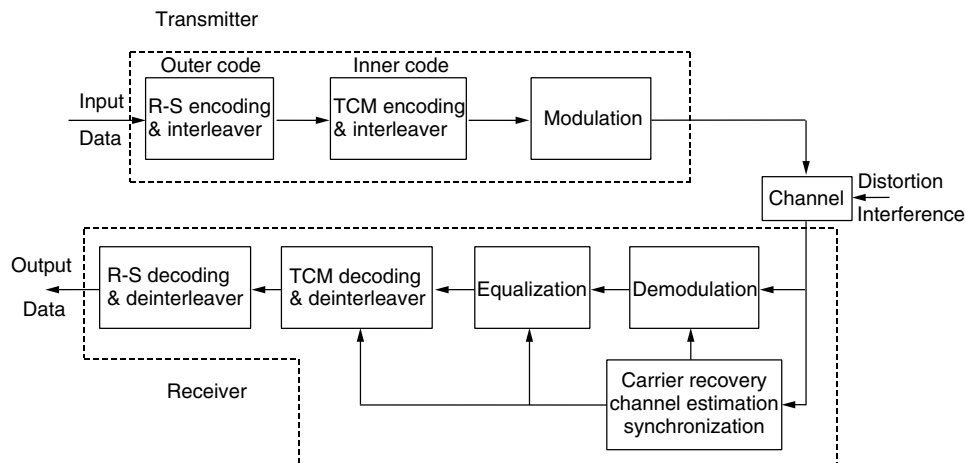 Transmitter
Outer code
Inner code
Input
Data
R-S encoding
& interleaver
TCM encoding
& interleaver
Modulation
Channel
Distortion
Interference
Output
Data
R-S decoding
& deinterleaver
TCM decoding
& deinterleaver
Equalization
Demodulation
Receiver
Carrier recovery
channel estimation
synchronization